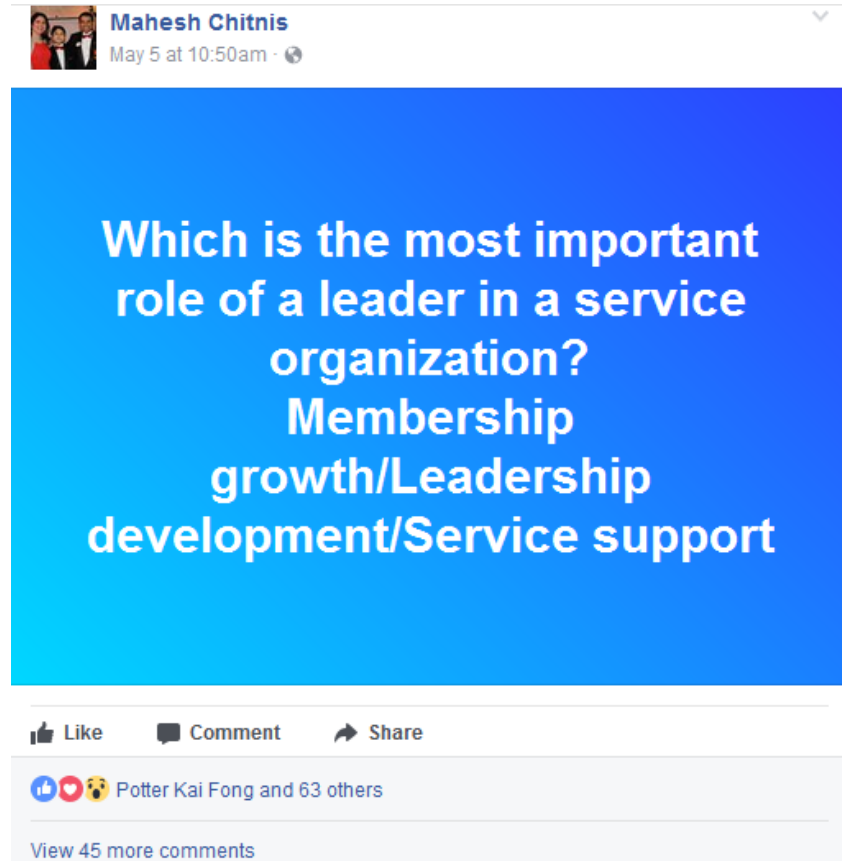 Mahesh Chitnis
May 5 at 10:50am ·
Which is the most important
role of a leader in a service
organization?
Membership
growth/Leadership
development/Service support
Like Comment Share
Potter Kai Fong and 63 others
View 45 more comments